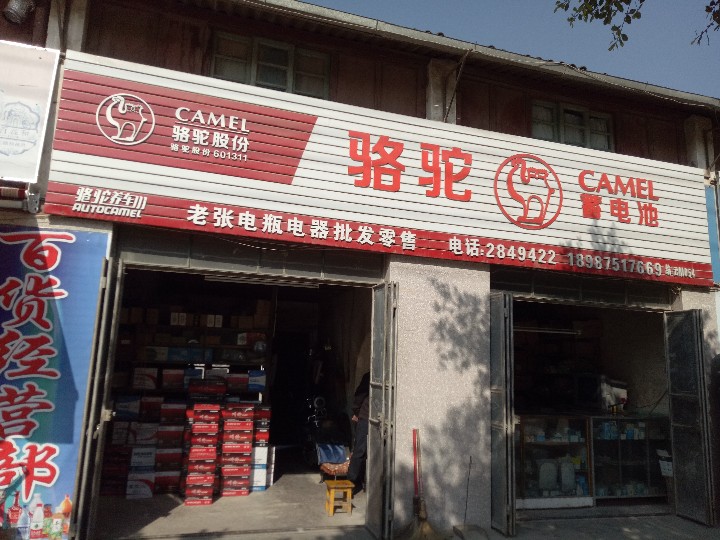 CAMEL
骆驼股份
骆驼股份 601311
骆驼养车
AUTOCAMEL
骆驼
CAMEL
蓄电池
老张电瓶电器批发零售
电话:2849422 18987517669
百货经营部